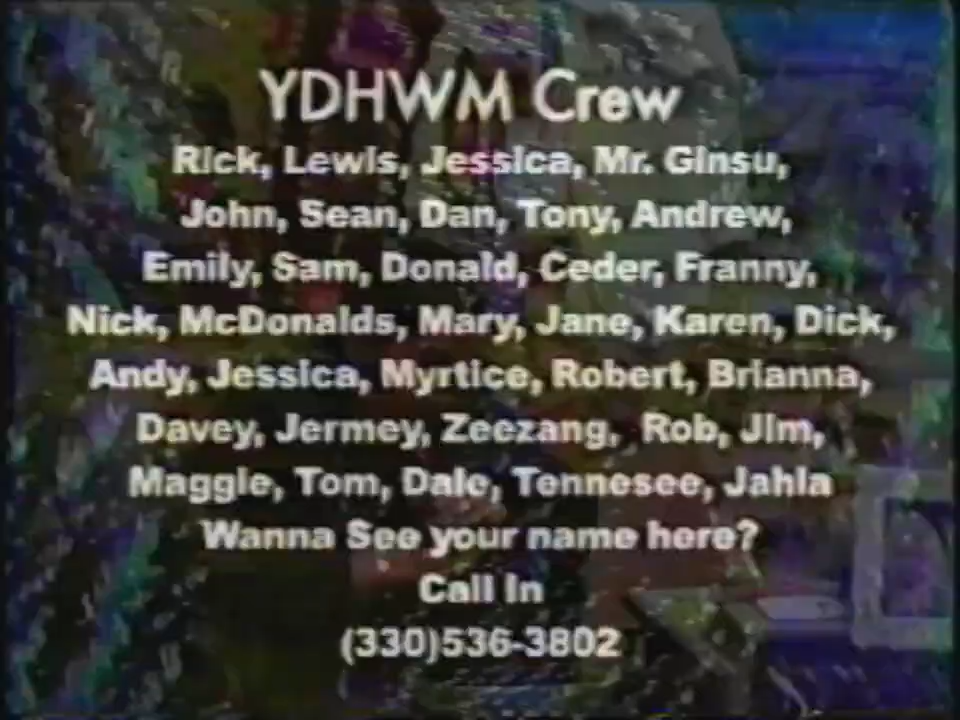 YDHWM Crew
Rick, Lewis, Jessica, Mr. Ginsu,
John, Sean, Dan, Tony, Andrew,
Emily, Sam, Donald, Ceder, Franny,
Nick, McDonalds, Mary, Jane, Karen, Dick,
Andy, Jessica, Myrtice, Robert, Brianna,
Davey, Jermey, Zeezang, Rob, Jim,
Maggie, Tom, Dale, Tennesee, Jahla
Wanna See your name here?
Call In
(330)536-3802